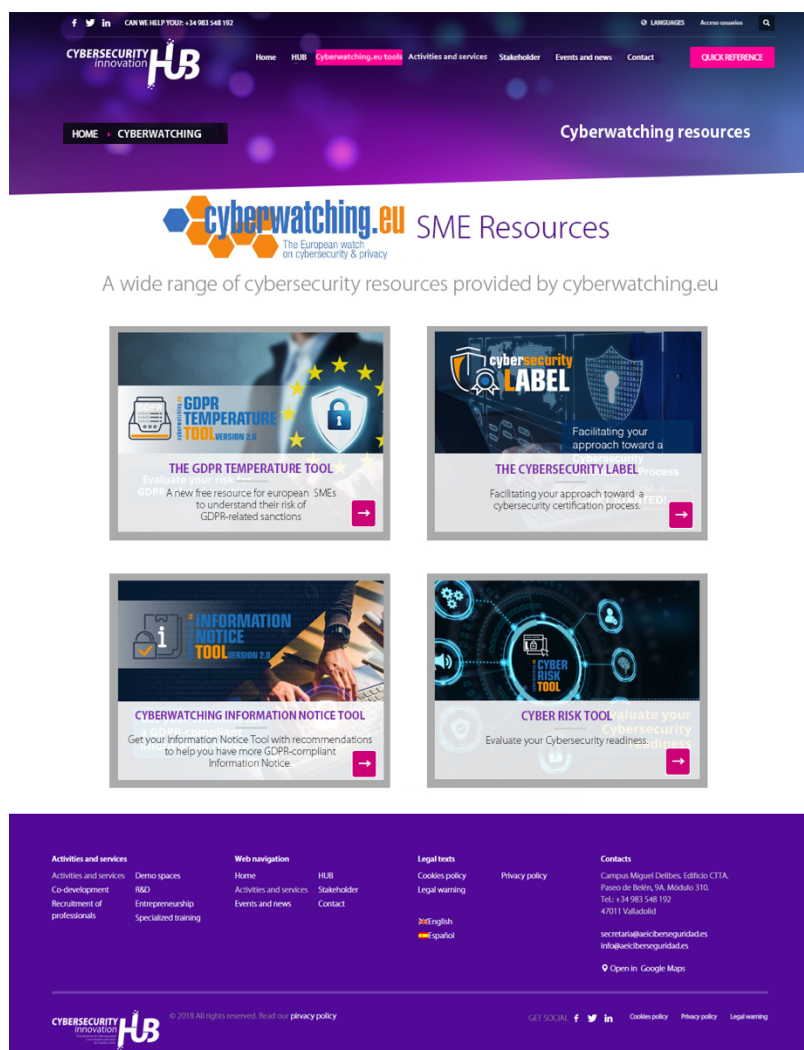 CAN WE HELP YOU?: +34 983 548 192
LANGUAGES
Acceso usuarios
CYBERSECURITY
innovation
HUB
Home
HUB
Cyberwatching.eu tools
Activities and services
Stakeholder
Events and news
Contact
QUICK REFERENCE
HOME
CYBERWATCHING
Cyberwatching resources
cyberwatching.eu
The European watch
on cybersecurity & privacy
SME Resources
A wide range of cybersecurity resources provided by cyberwatching.eu
GDPR
cyberwatching.eu
GDPR
TEMPERATURE
TOOL VERSION 2.0
THE GDPR TEMPERATURE TOOL
A new free resource for european SMEs
to understand their risk of
GDPR-related sanctions
cybersecurity
LABEL
Facilitating your
approach toward a
THE CYBERSECURITY LABEL
Facilitating your approach toward a
cybersecurity certification process.
INFORMATION
NOTICE
TOOL VERSION 2.0
CYBERWATCHING INFORMATION NOTICE TOOL
Get your Information Notice Tool with recommendations
to help you have more GDPR-compliant
Information Notice.
CYBER
RISK
TOOL
CYBER RISK TOOL
Evaluate your Cybersecurity readiness.
Activities and services
Activities and services
Demo spaces
Co-development
R&D
Recruitment of
professionals
Entrepreneurship
Specialized training
Web navigation
Home
HUB
Activities and services
Stakeholder
Events and news
Contact
Legal texts
Cookies policy
Privacy policy
Legal warning
English
Español
Contacts
Campus Miguel Delibes. Edificio CTTA.
Paseo de Belén, 9A. Módulo 310.
Tel.: +34 983 548 192
47011 Valladolid
secretaria@aeiciberseguridad.es
info@aeiciberseguridad.es
Open in Google Maps
CYBERSECURITY
innovation
HUB
© 2018 All rights reserved. Read our pirvacy policy
GET SOCIAL
Cookies policy
Privacy policy
Legal warning